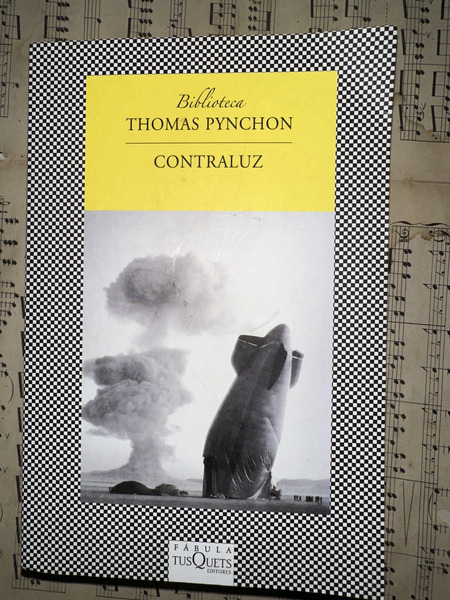 Biblioteca
THOMAS PYNCHON
CONTRALUZ
FÁBULA
TUSQUETS
EDITORES